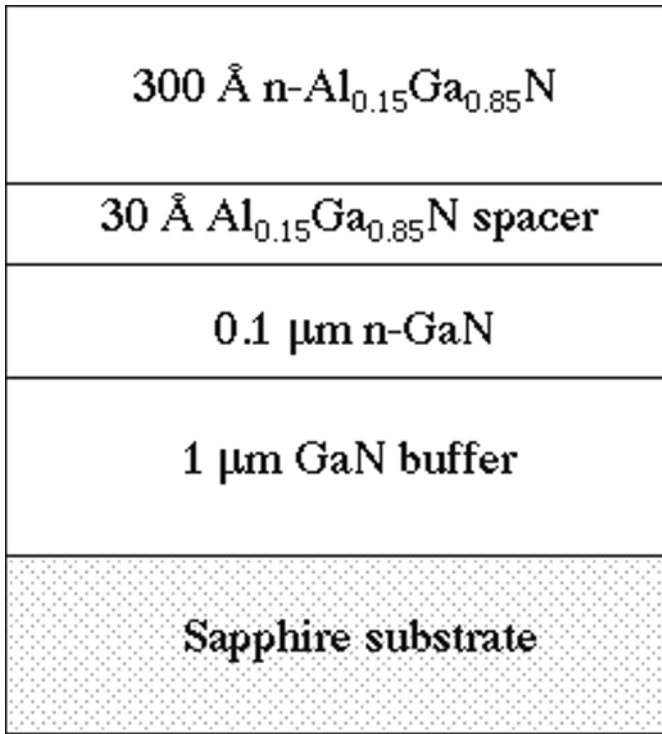 300 Å n-Al₀.₁₅Ga₀.₈₅N
30 Å Al₀.₁₅Ga₀.₈₅N spacer
0.1 μm n-GaN
1 μm GaN buffer
Sapphire substrate